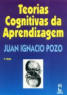 Teorias
Cognitivas da
Aprendizagem
JUAN IGNACIO POZO